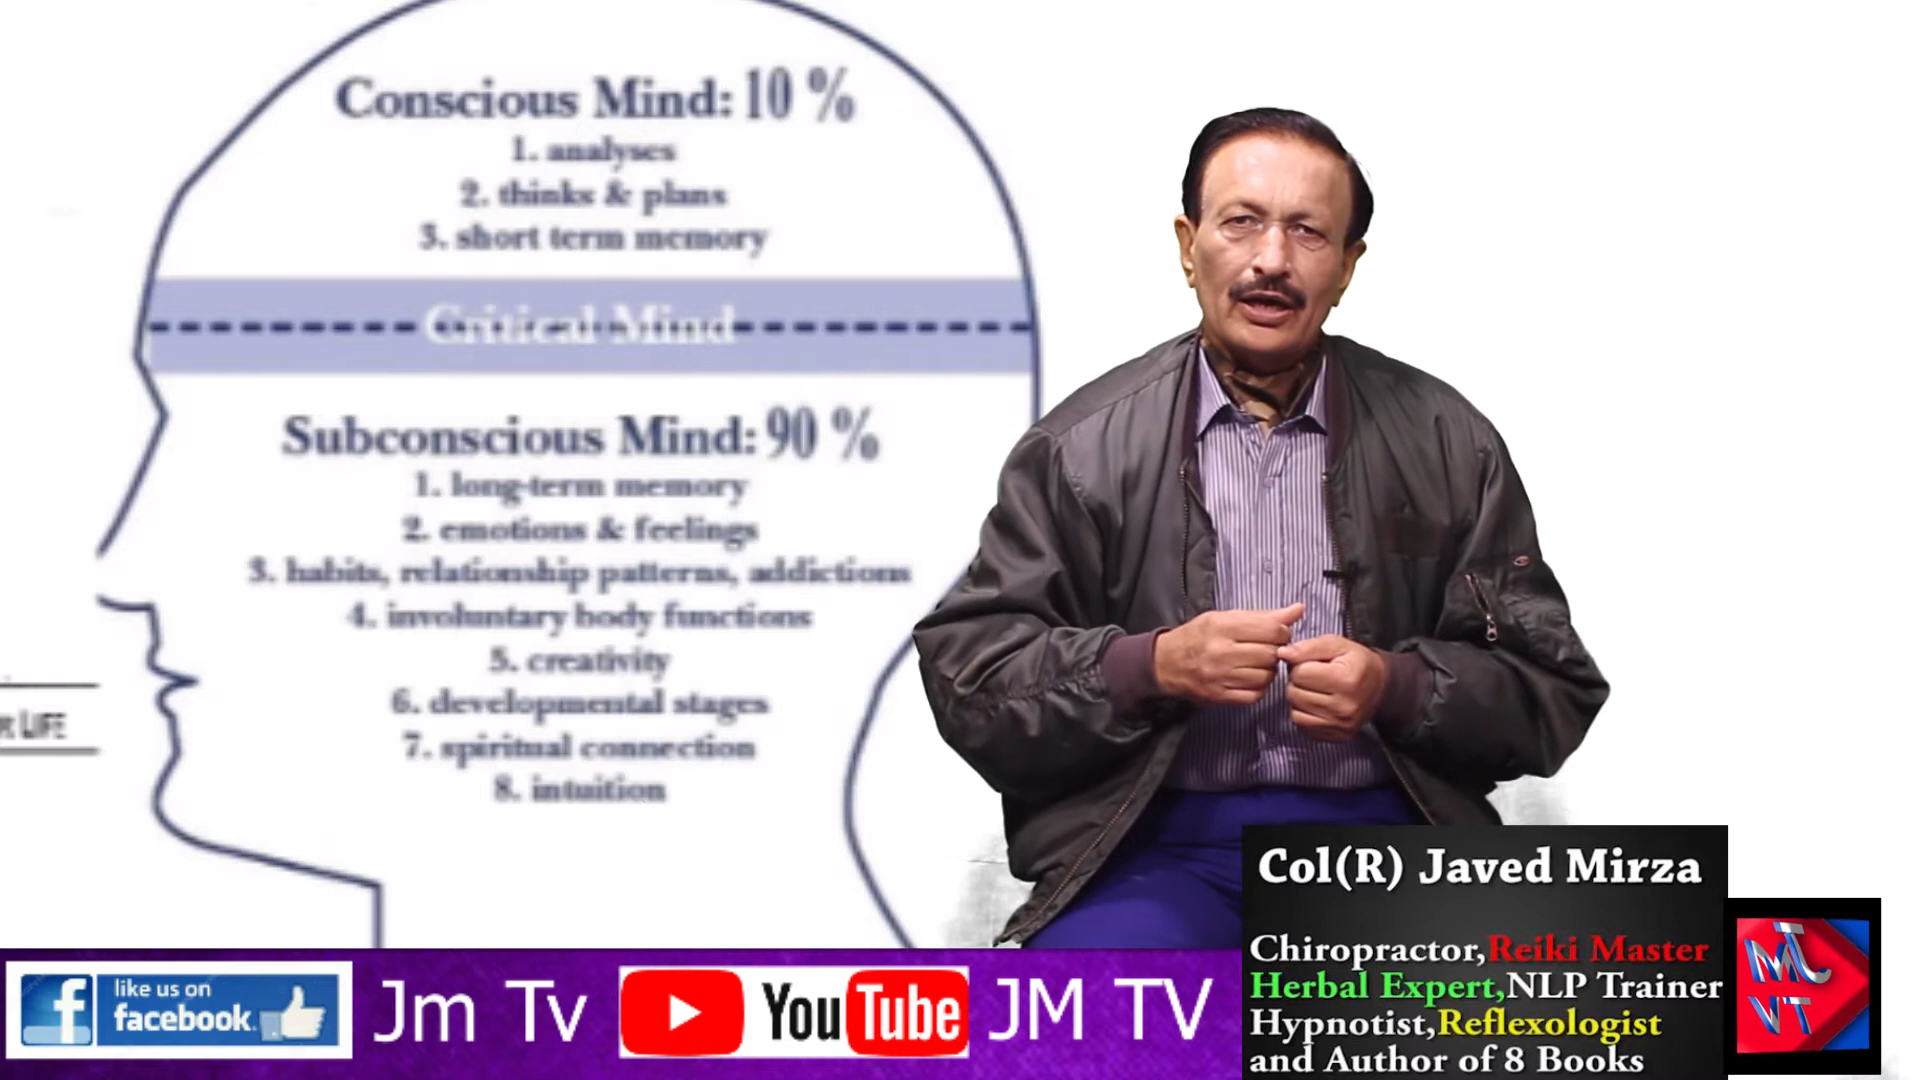 Conscious Mind: 10 %
1. analyses
2. thinks & plans
3. short term memory
Critical Mind
Subconscious Mind: 90 %
1. long-term memory
2. emotions & feelings
3. habits, relationship patterns, addictions
4. involuntary body functions
5. creativity
6. developmental stages
7. spiritual connection
8. intuition
LIFE
Col(R) Javed Mirza
Chiropractor,Reiki Master
Herbal Expert,NLP Trainer
Hypnotist,Reflexologist
and Author of 8 Books
like us on
facebook.
Jm Tv
YouTube
JM TV